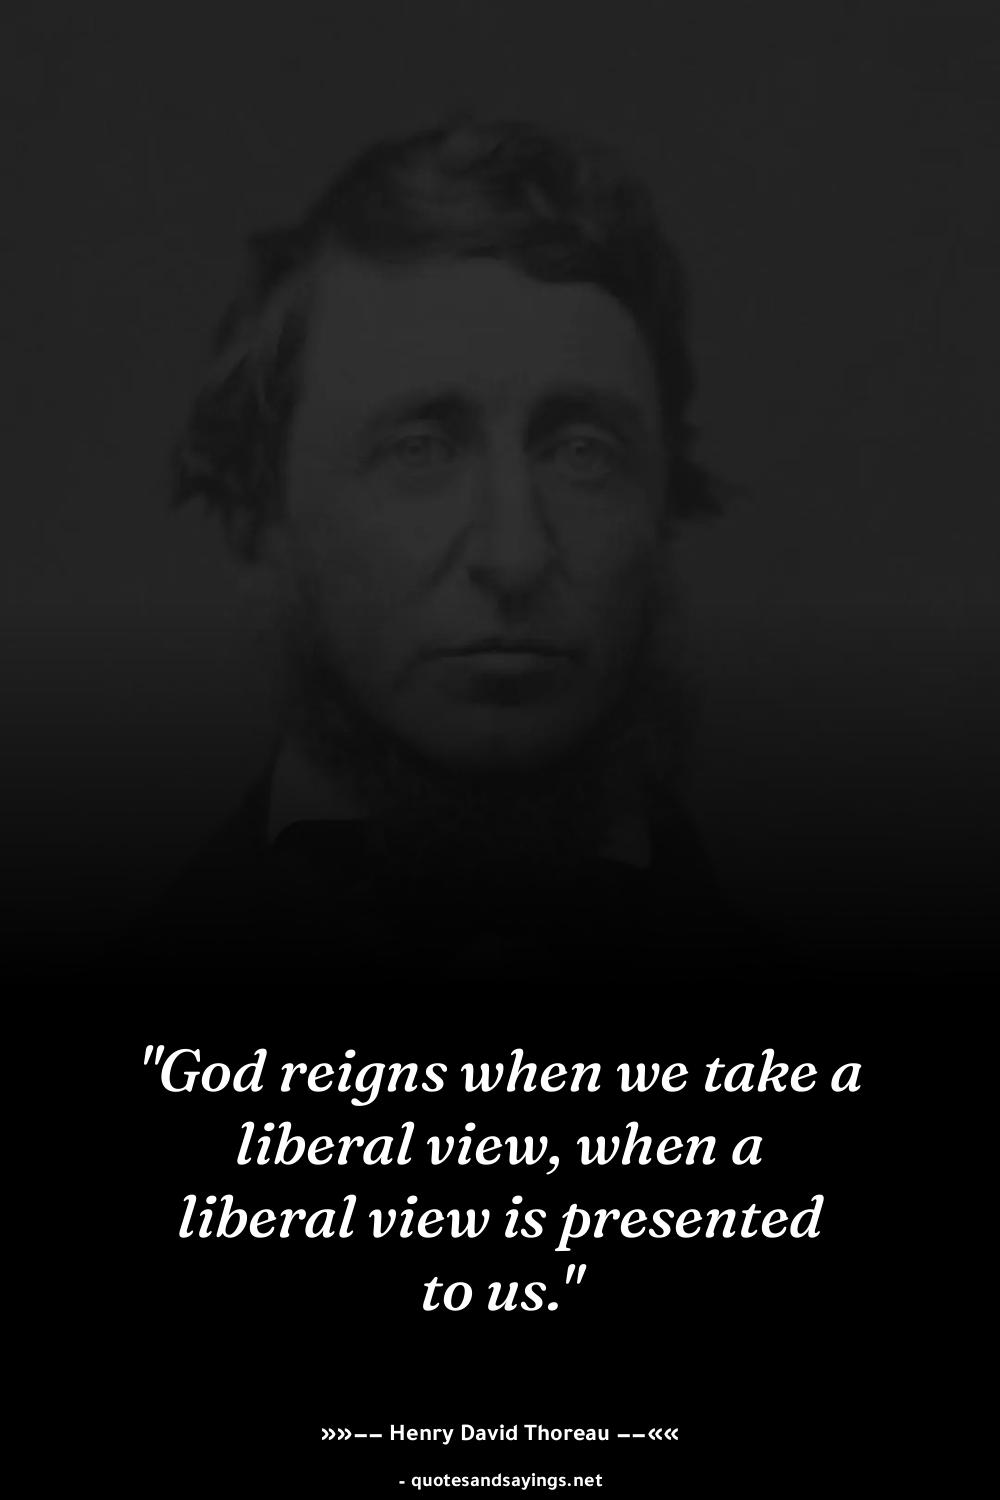 "God reigns when we take a
liberal view, when a
liberal view is presented
to us."
»»−− Henry David Thoreau −−««
- quotesandsayings.net